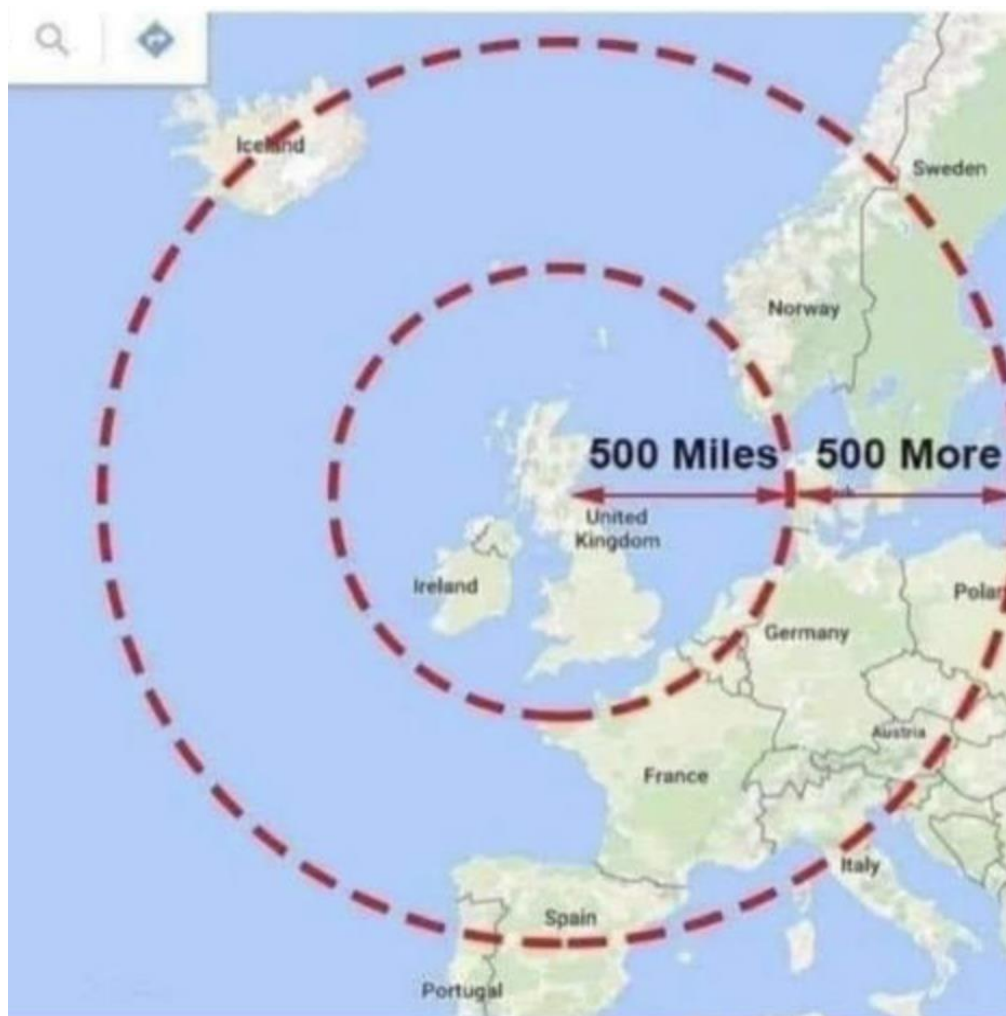 Iceland
Sweden
Norway
500 Miles
500 More
United
Kingdom
Ireland
Germany
Austria
France
Italy
Spain
Portugal